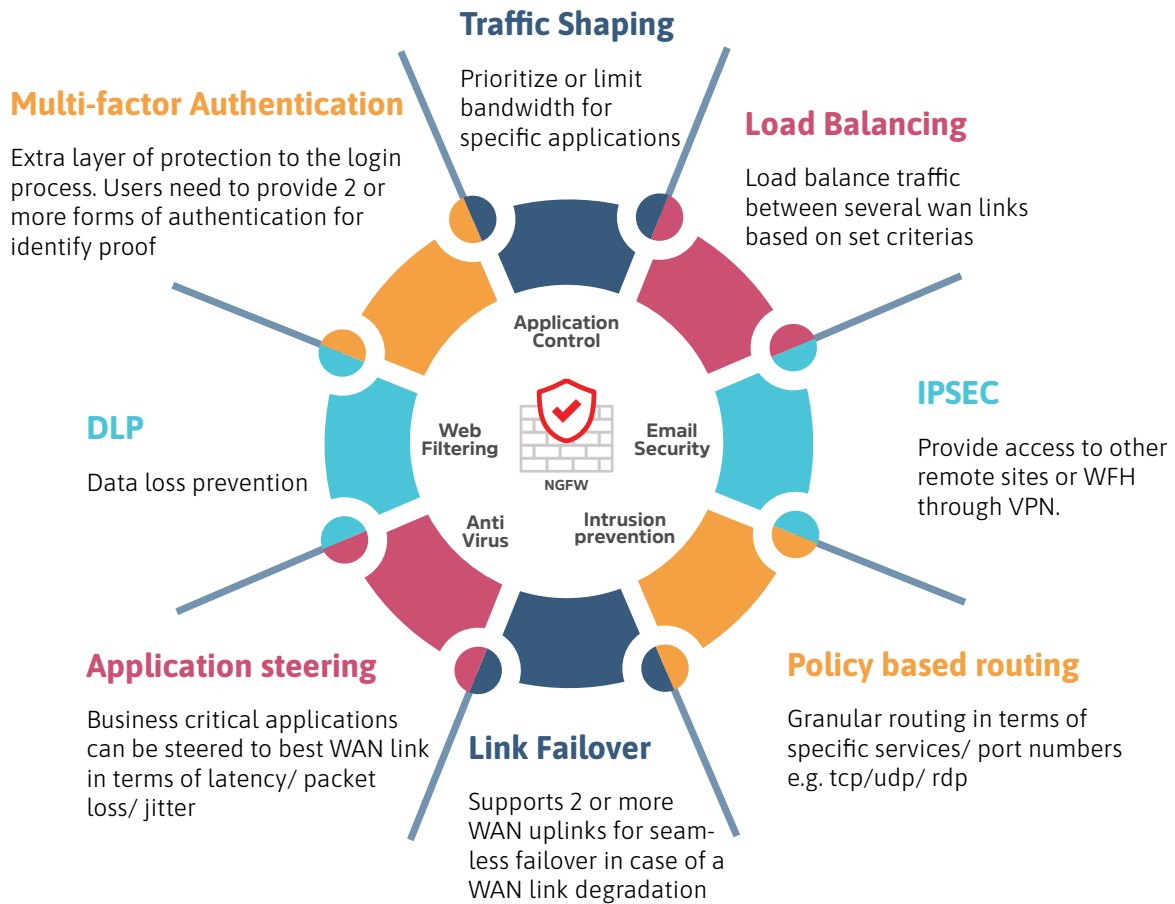 Traffic Shaping
Prioritize or limit
bandwidth for
specific applications
Multi-factor Authentication
Extra layer of protection to the login
process. Users need to provide 2 or
more forms of authentication for
identify proof
Load Balancing
Load balance traffic
between several wan links
based on set criterias
DLP
Data loss prevention
Application
Control
Web
Filtering
Email
Security
NGFW
Anti
Virus
Intrusion
prevention
IPSEC
Provide access to other
remote sites or WFH
through VPN.
Application steering
Business critical applications
can be steered to best WAN link
in terms of latency/ packet
loss/ jitter
Link Failover
Supports 2 or more
WAN uplinks for seam-
less failover in case of a
WAN link degradation
Policy based routing
Granular routing in terms of
specific services/ port numbers
e.g. tcp/udp/ rdp